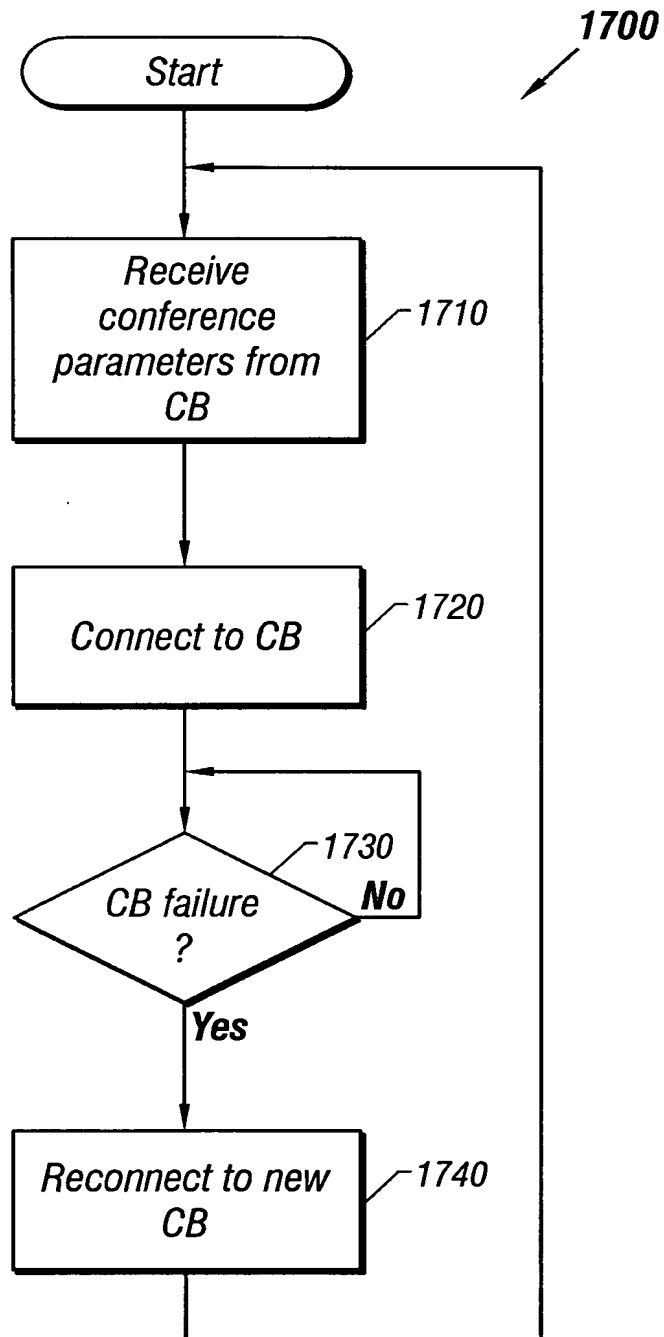 1700
Start
Receive
conference
parameters from
CB
1710
Connect to CB
1720
1730
CB failure
?
No
Yes
Reconnect to new
CB
1740